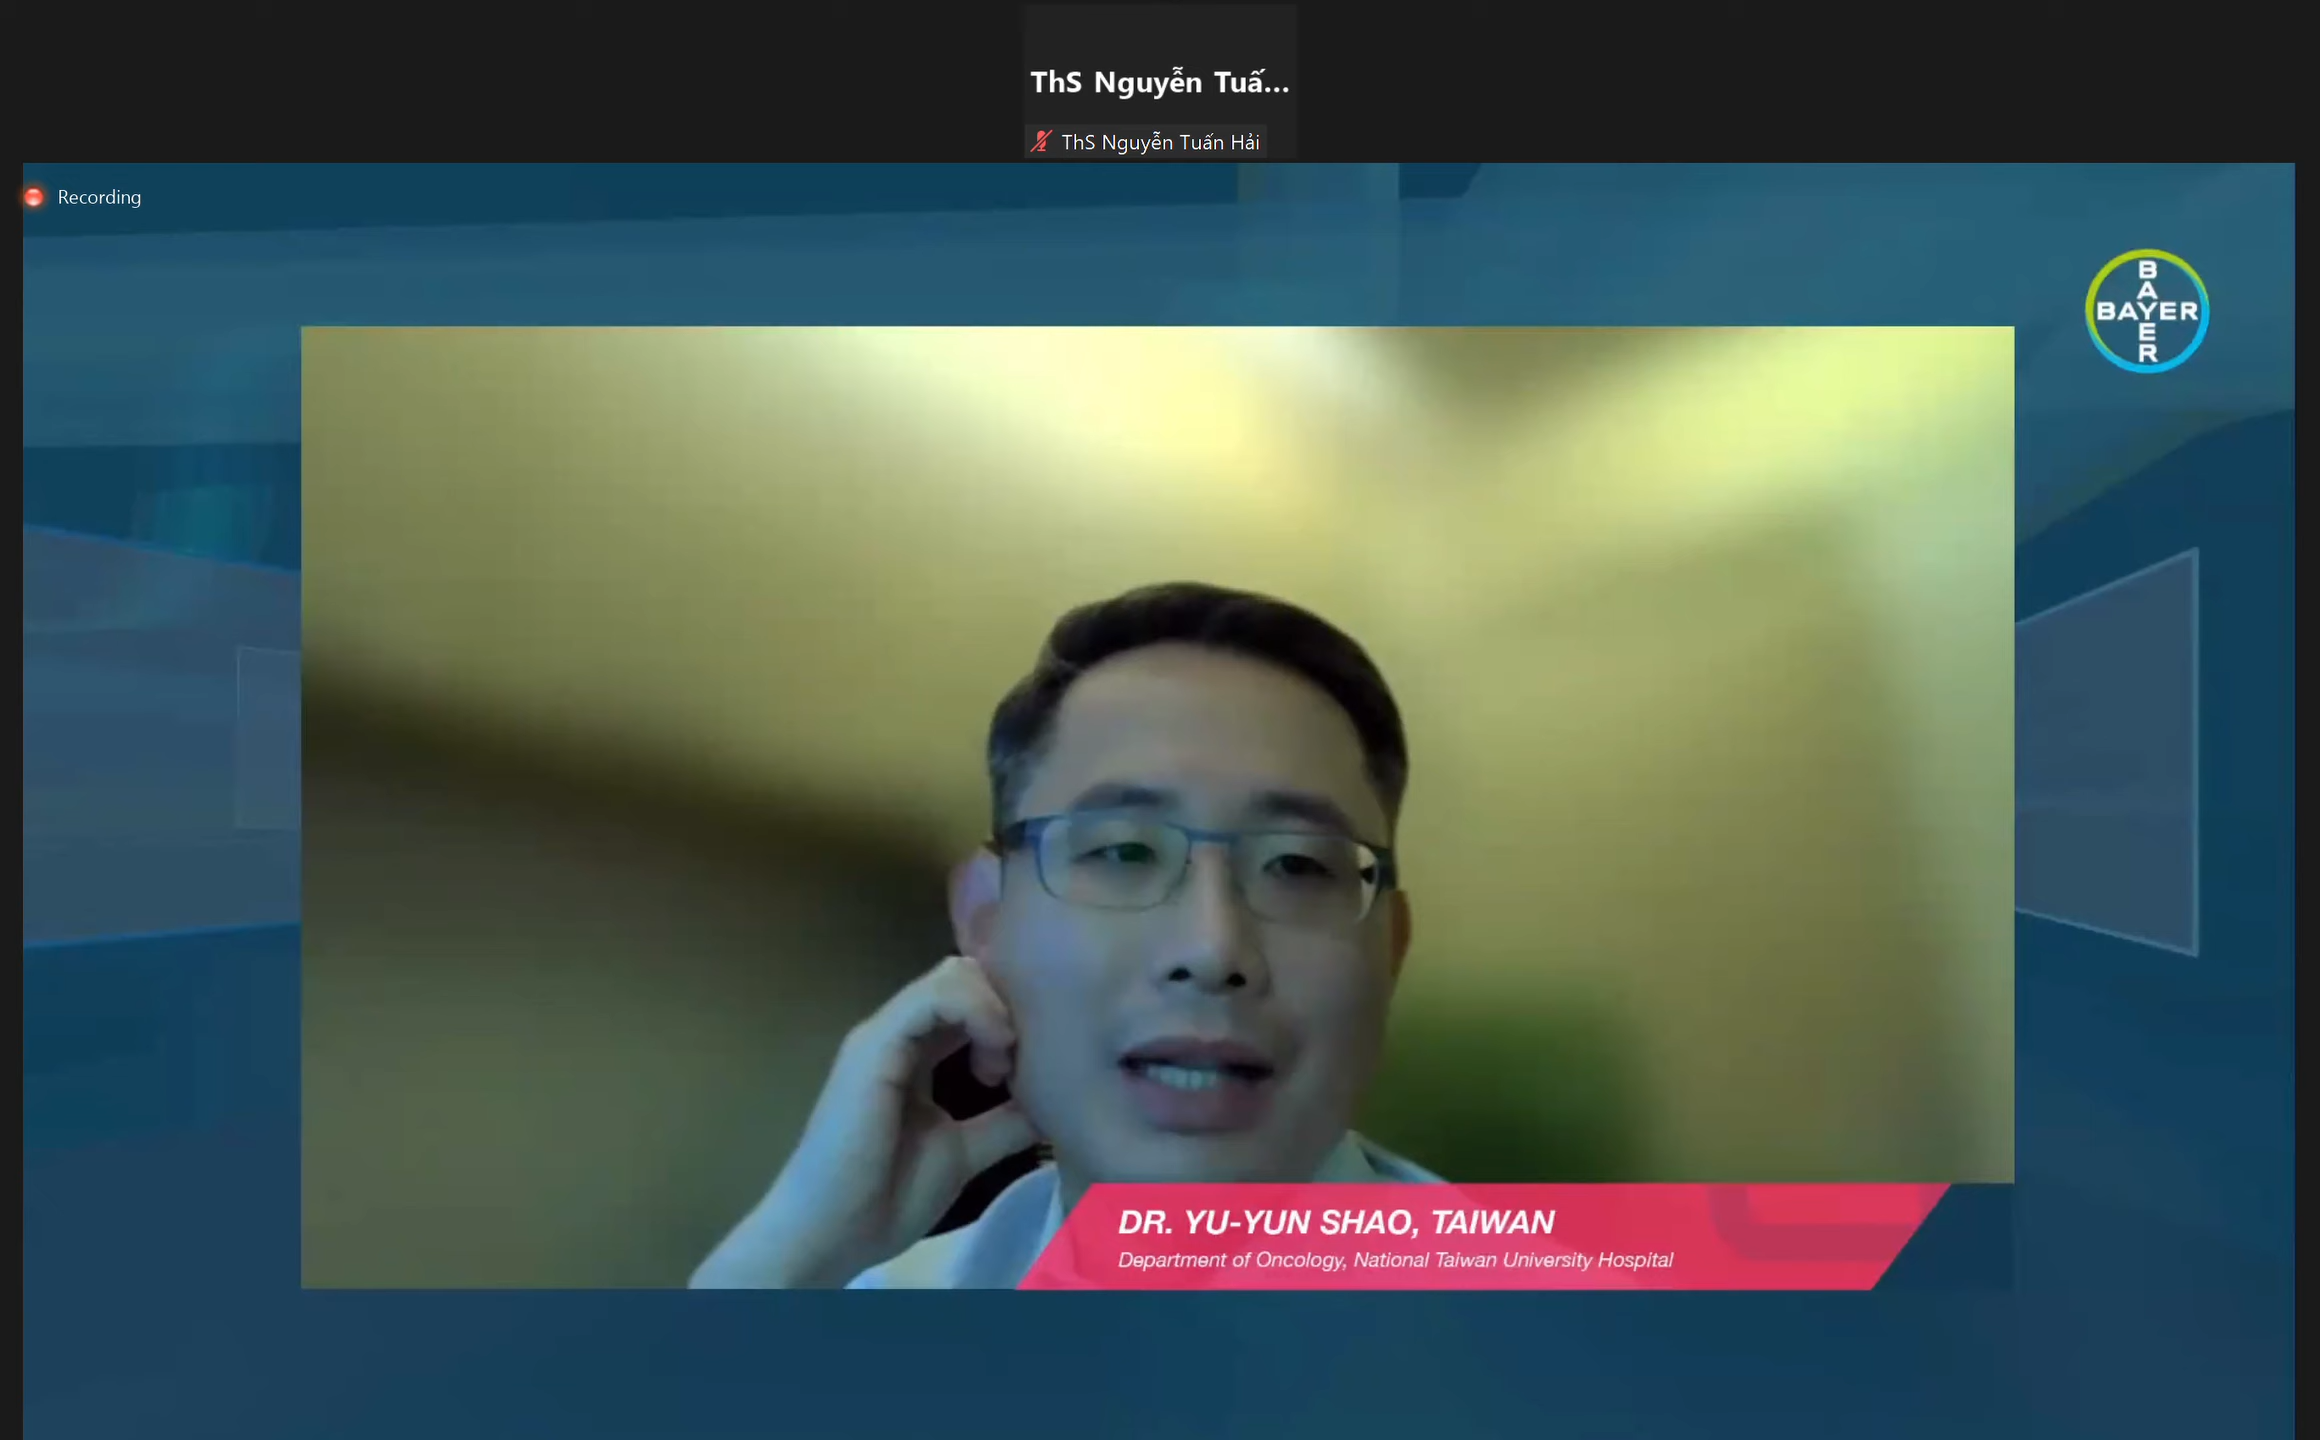 ThS Nguyễn Tuấ...
ThS Nguyễn Tuấn Hải
Recording
BAYER
BAYER
DR. YU-YUN SHAO, TAIWAN
Department of Oncology, National Taiwan University Hospital